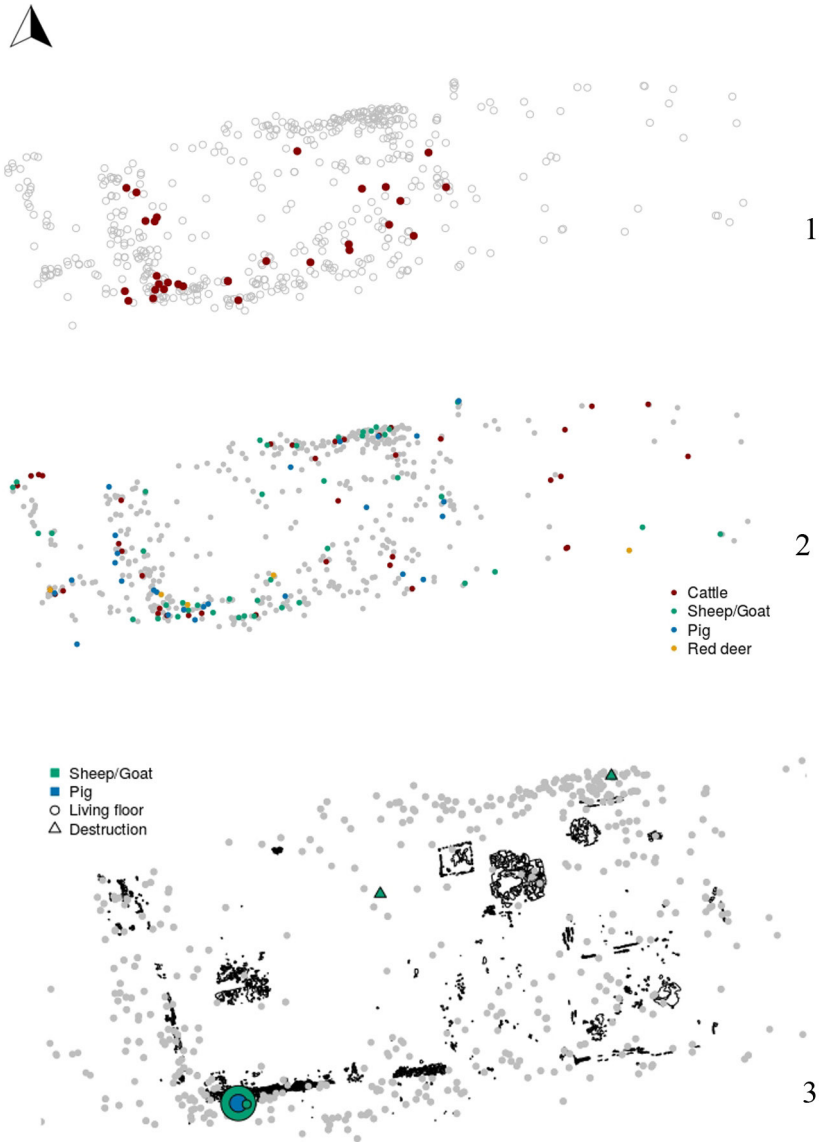 1
2
Cattle
Sheep/Goat
Pig
Red deer
Sheep/Goat
Pig
Living floor
Destruction
3